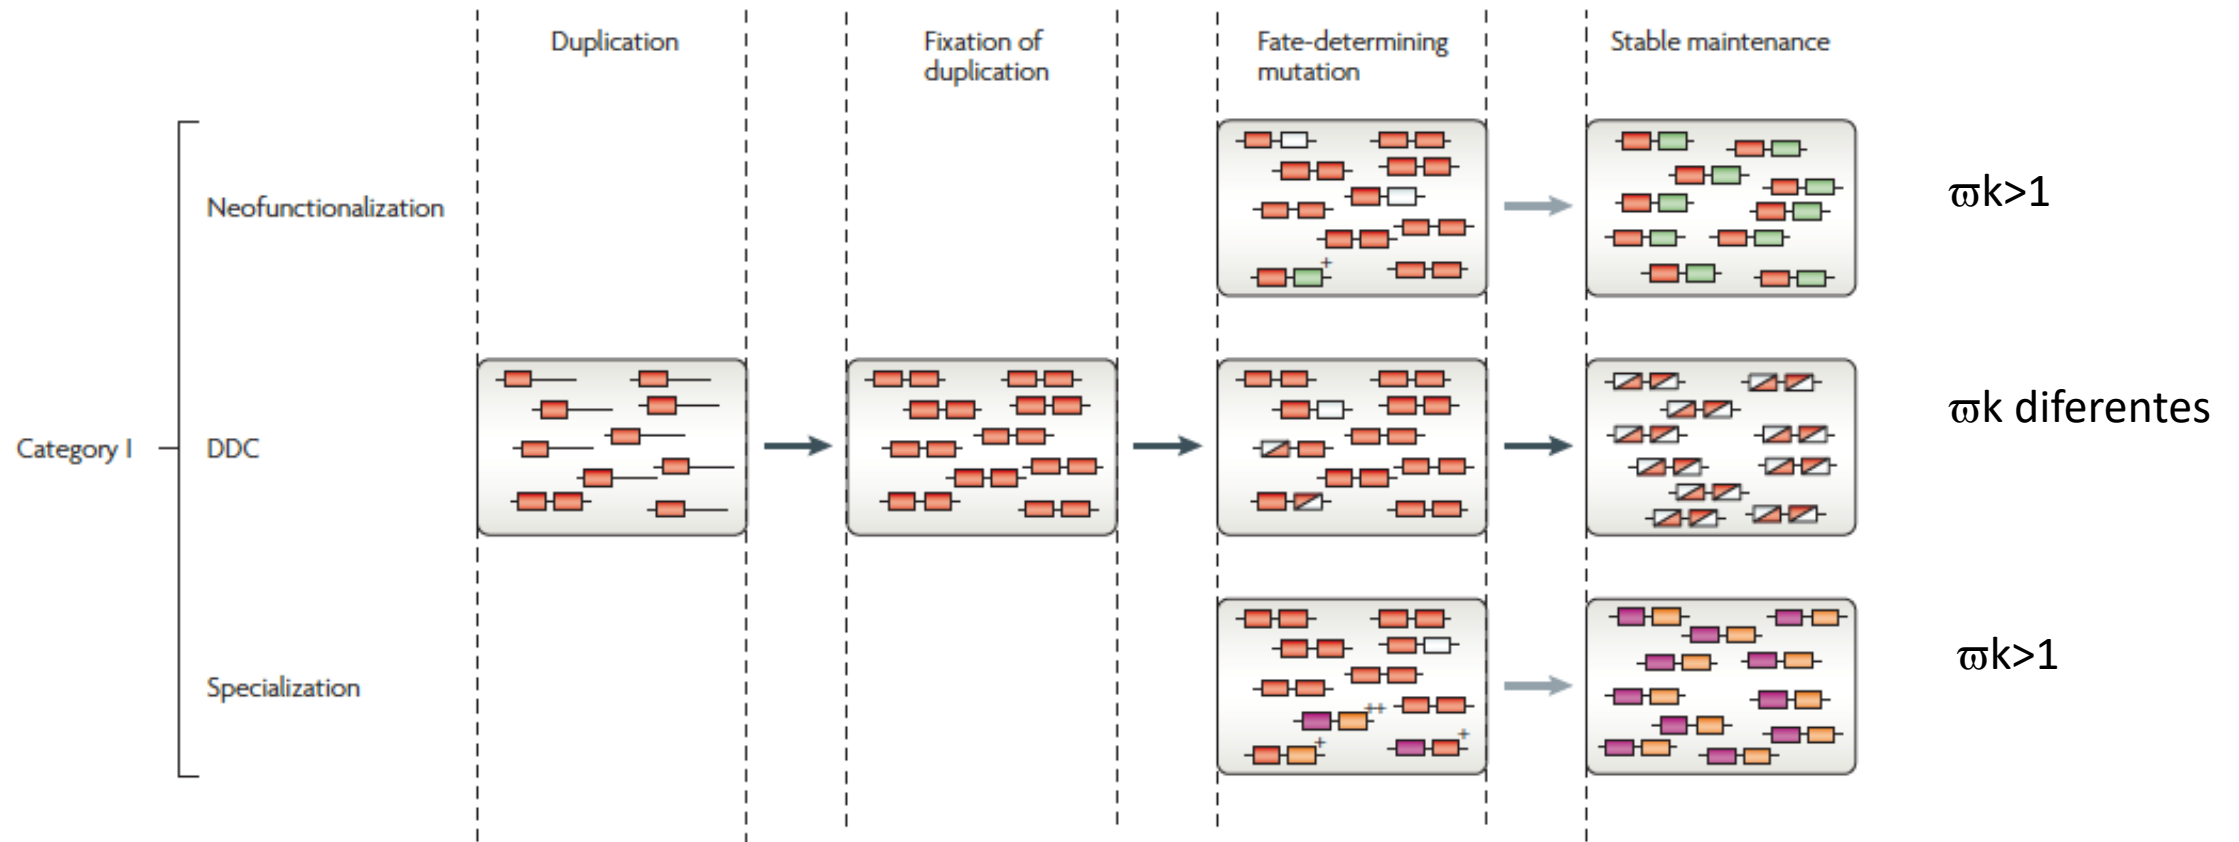 Duplication
Fixation of
duplication
Fate-determining
mutation
Stable maintenance
Neofunctionalization
+
ϖk>1
Category I
DDC
ϖk diferentes
Specialization
++
+
+
ϖk>1